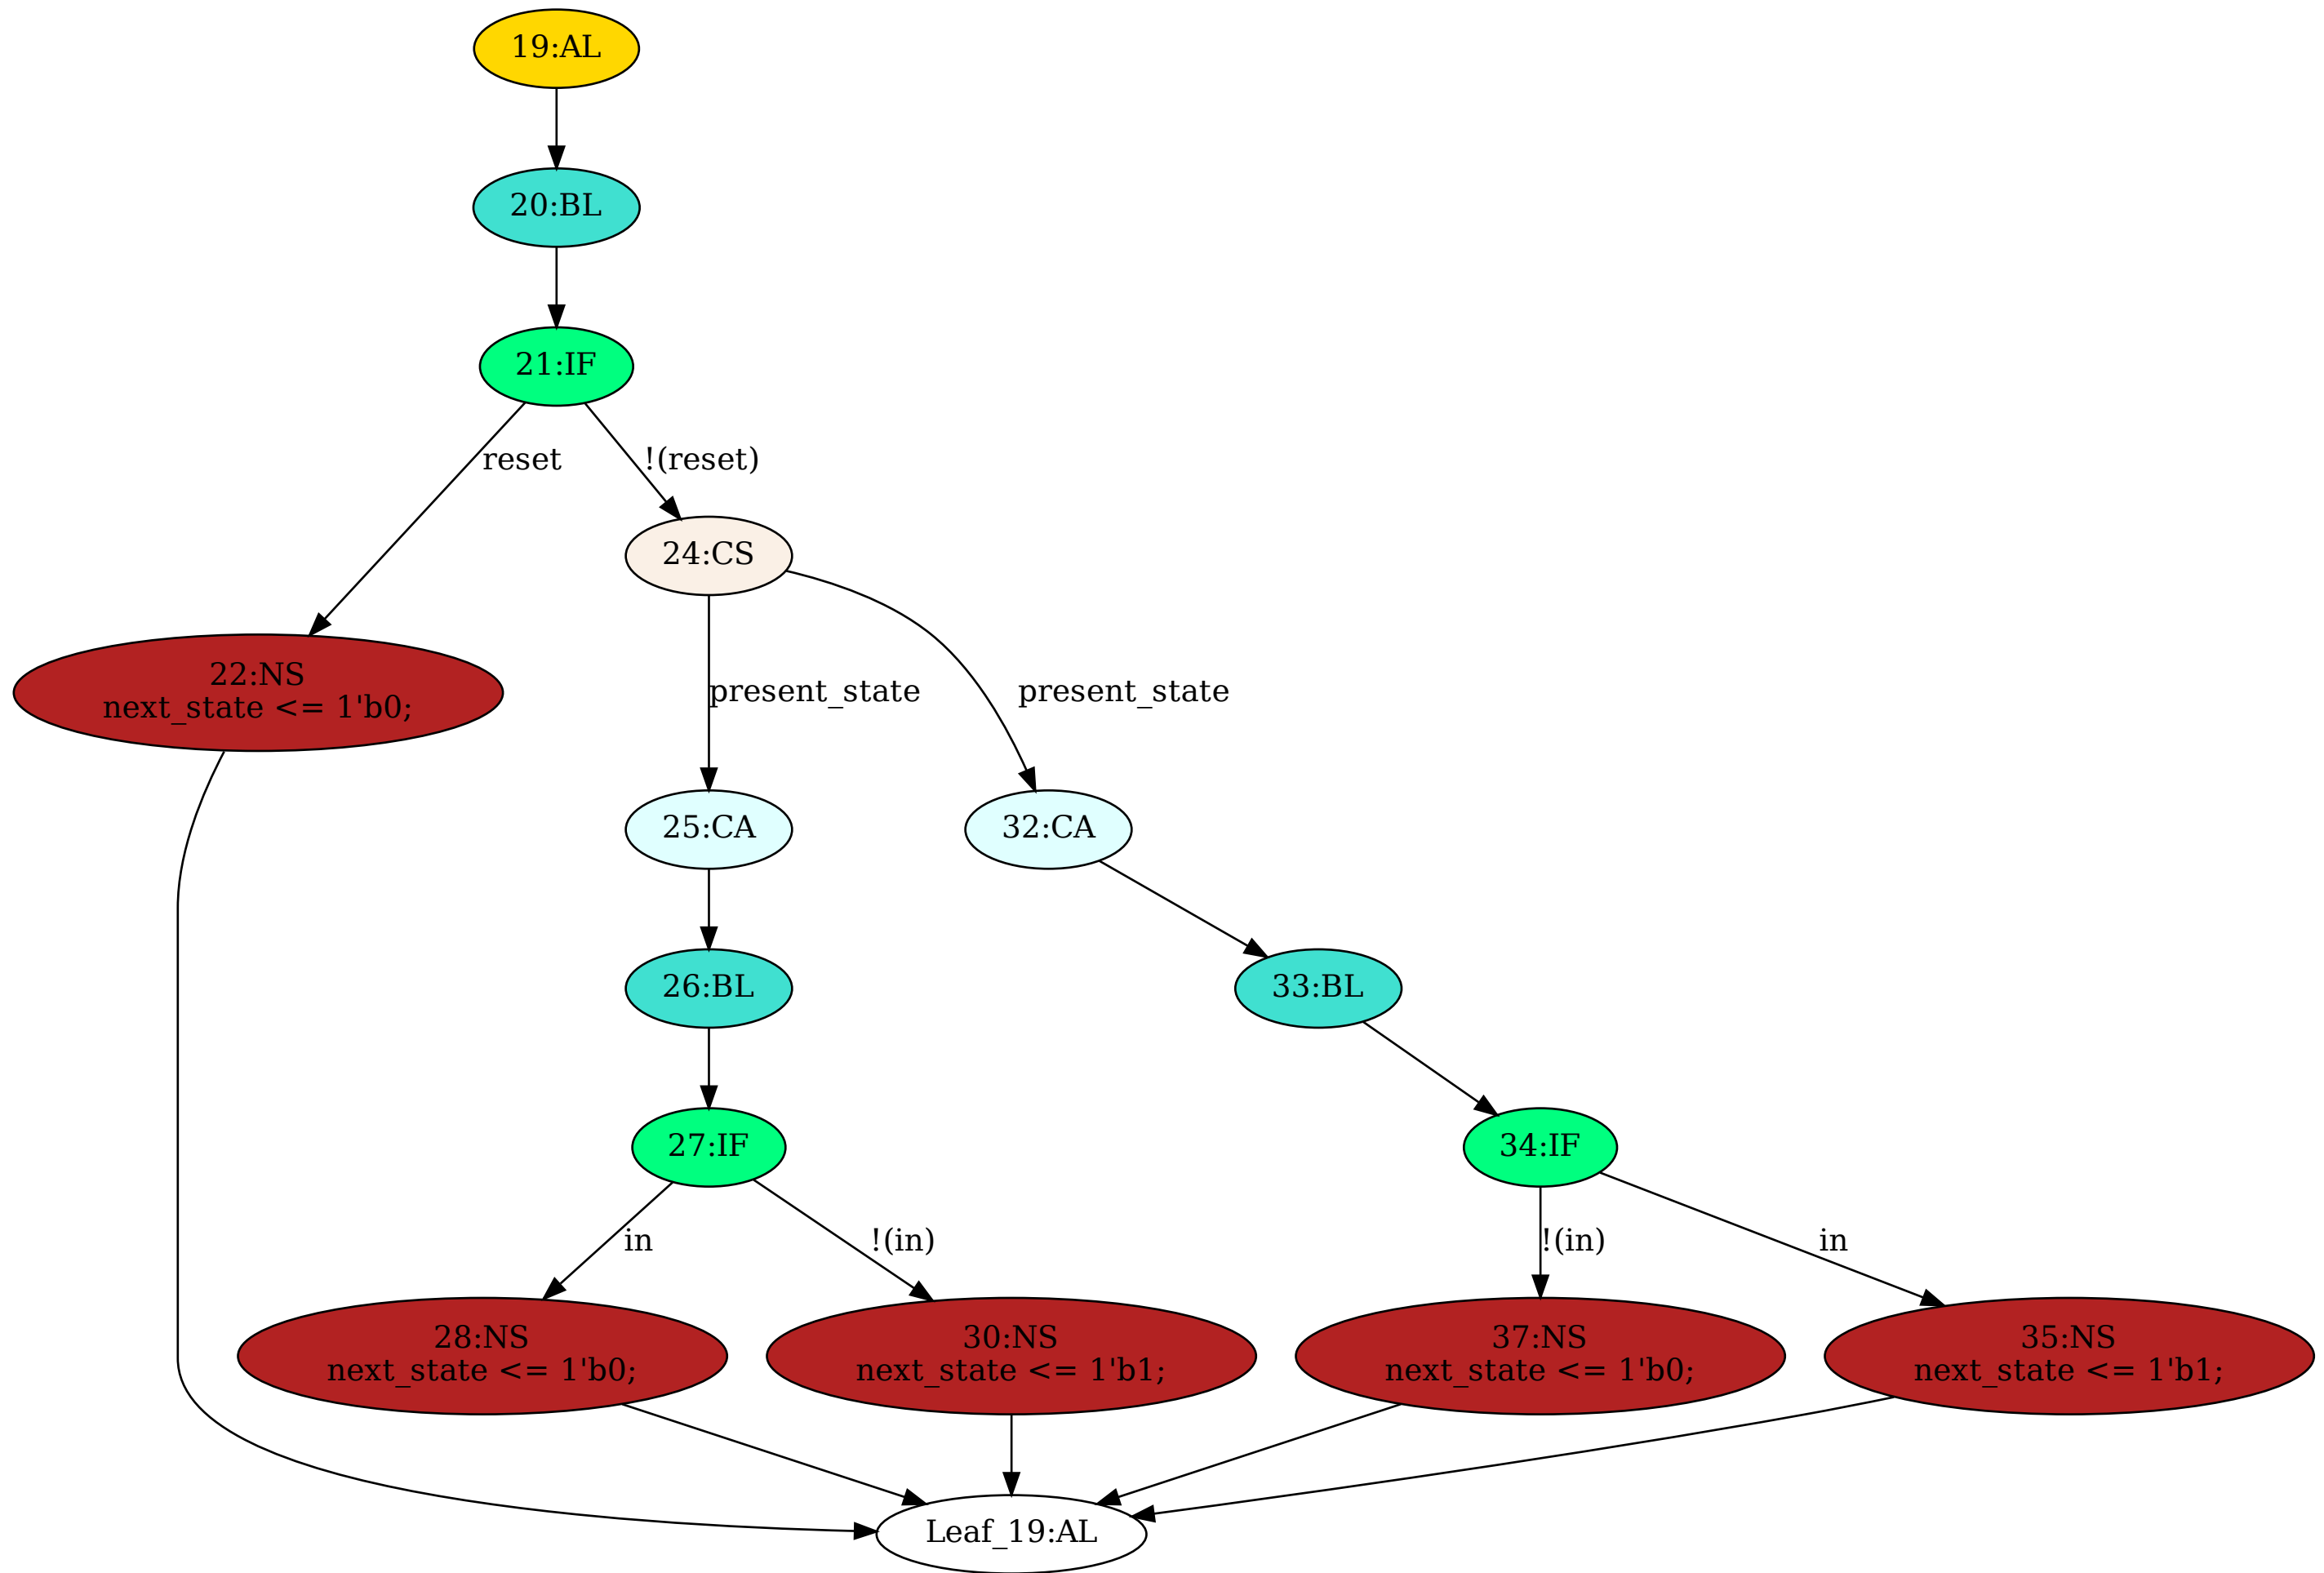 19:AL
20:BL
21:IF
reset
!(reset)
24:CS
22:NS
next_state <= 1'b0;
present_state
present_state
25:CA
32:CA
26:BL
33:BL
27:IF
34:IF
in
!(in)
!(in)
in
28:NS
next_state <= 1'b0;
30:NS
next_state <= 1'b1;
37:NS
next_state <= 1'b0;
35:NS
next_state <= 1'b1;
Leaf_19:AL